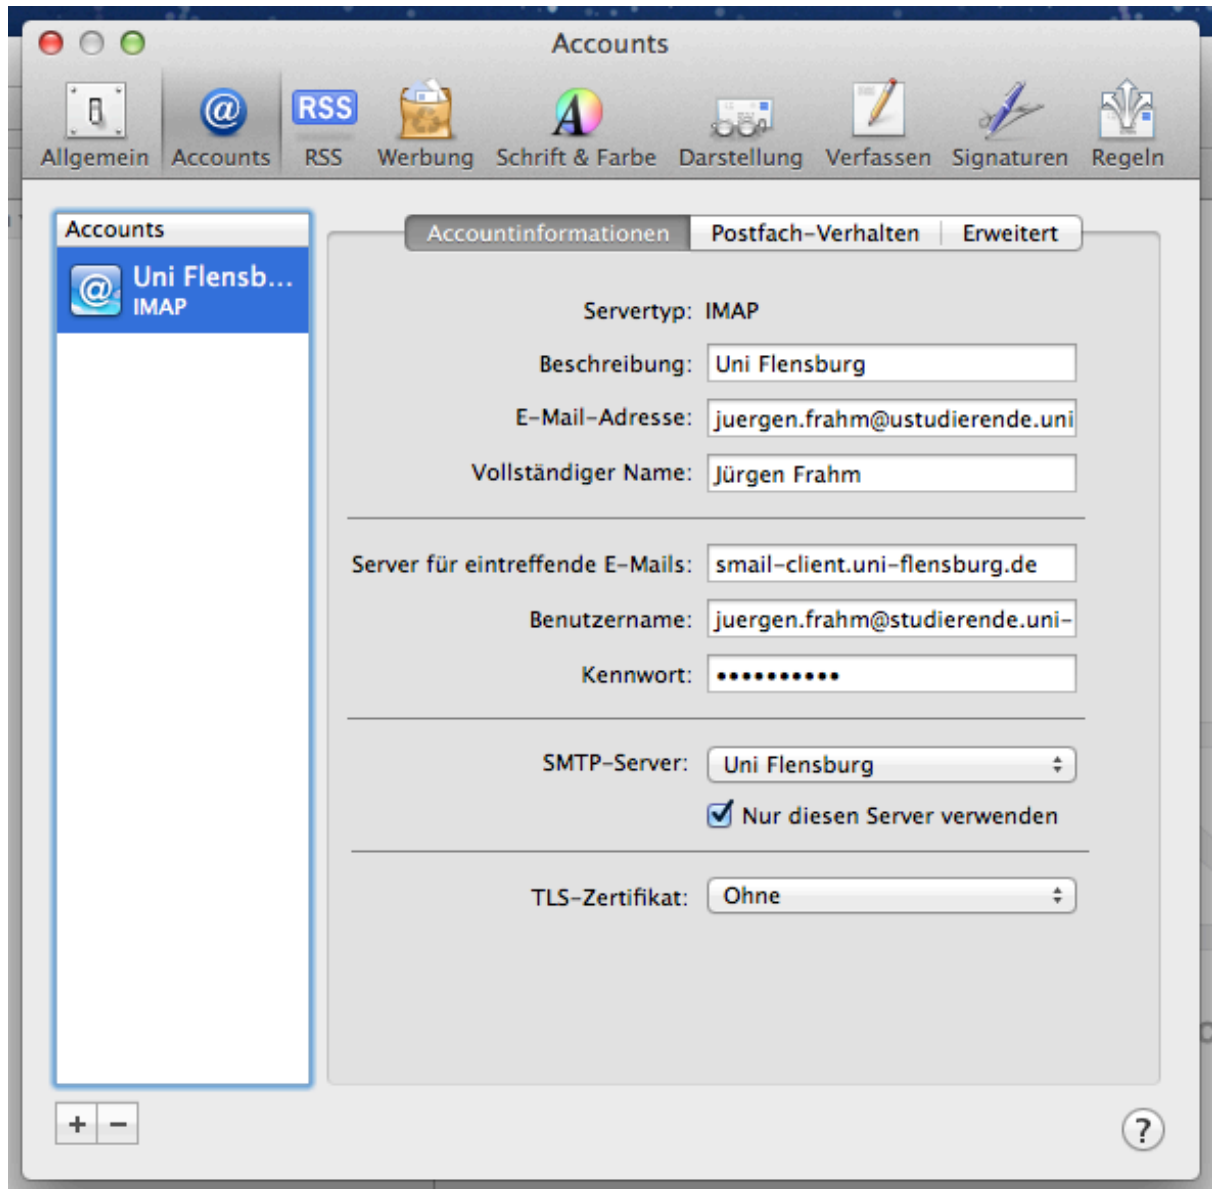 Accounts
RSS
Allgemein Accounts RSS Werbung Schrift & Farbe Darstellung Verfassen Signaturen Regeln
Accounts
Uni Flensb...
IMAP
Accountinformationen Postfach-Verhalten Erweitert
Servertyp: IMAP
Beschreibung: Uni Flensburg
E-Mail-Adresse: juergen.frahm@ustudierende.uni
Vollständiger Name: Jürgen Frahm
Server für eintreffende E-Mails: smail-client.uni-flensburg.de
Benutzername: juergen.frahm@studierende.uni-
Kennwort: ••••••••••
SMTP-Server: Uni Flensburg
Nur diesen Server verwenden
TLS-Zertifikat: Ohne
+ − ?